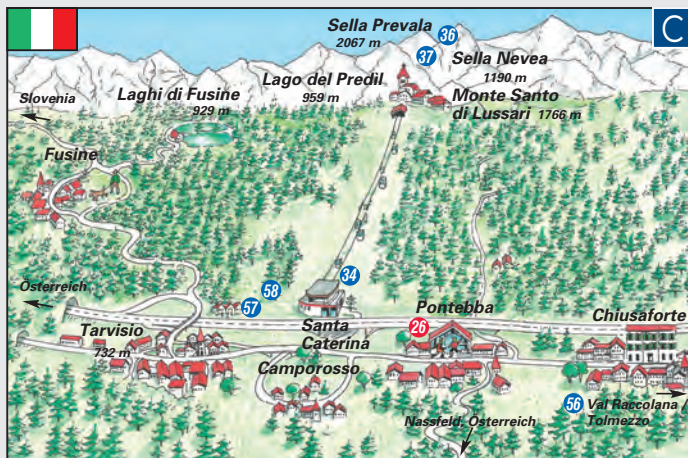 C
Sella Prevala
2067 m
36
37
Sella Nevea
1190 m
Lago del Predil
959 m
Monte Santo
di Lussari 1766 m
Laghi di Fusine
929 m
Slovenia
Fusine
Österreich
58
57
34
Santa
Caterina
Pontebba
26
Chiusaforte
Tarvisio
732 m
Camporosso
56
Val Raccolana /
Tolmezzo
Nassfeld, Österreich